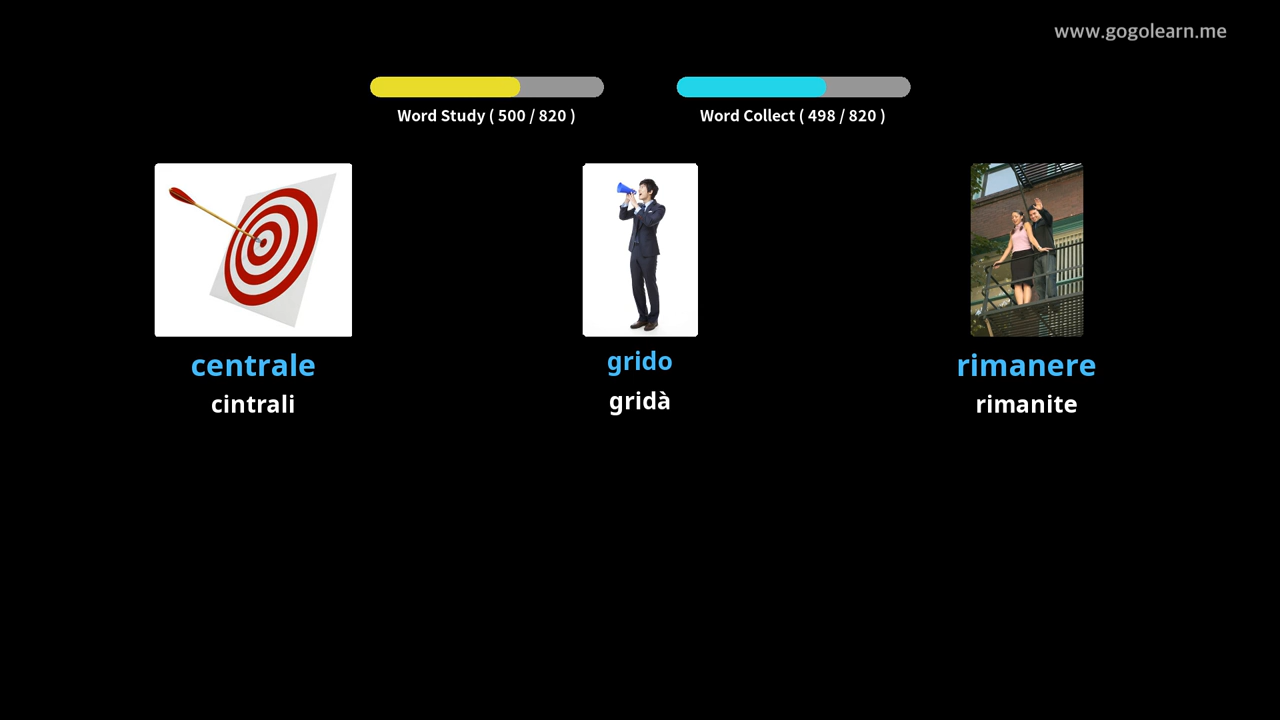 www.gogolearn.me
Word Study ( 500 / 820 )
Word Collect ( 498 / 820 )
centrale
cintrali
grido
gridà
rimanere
rimanite